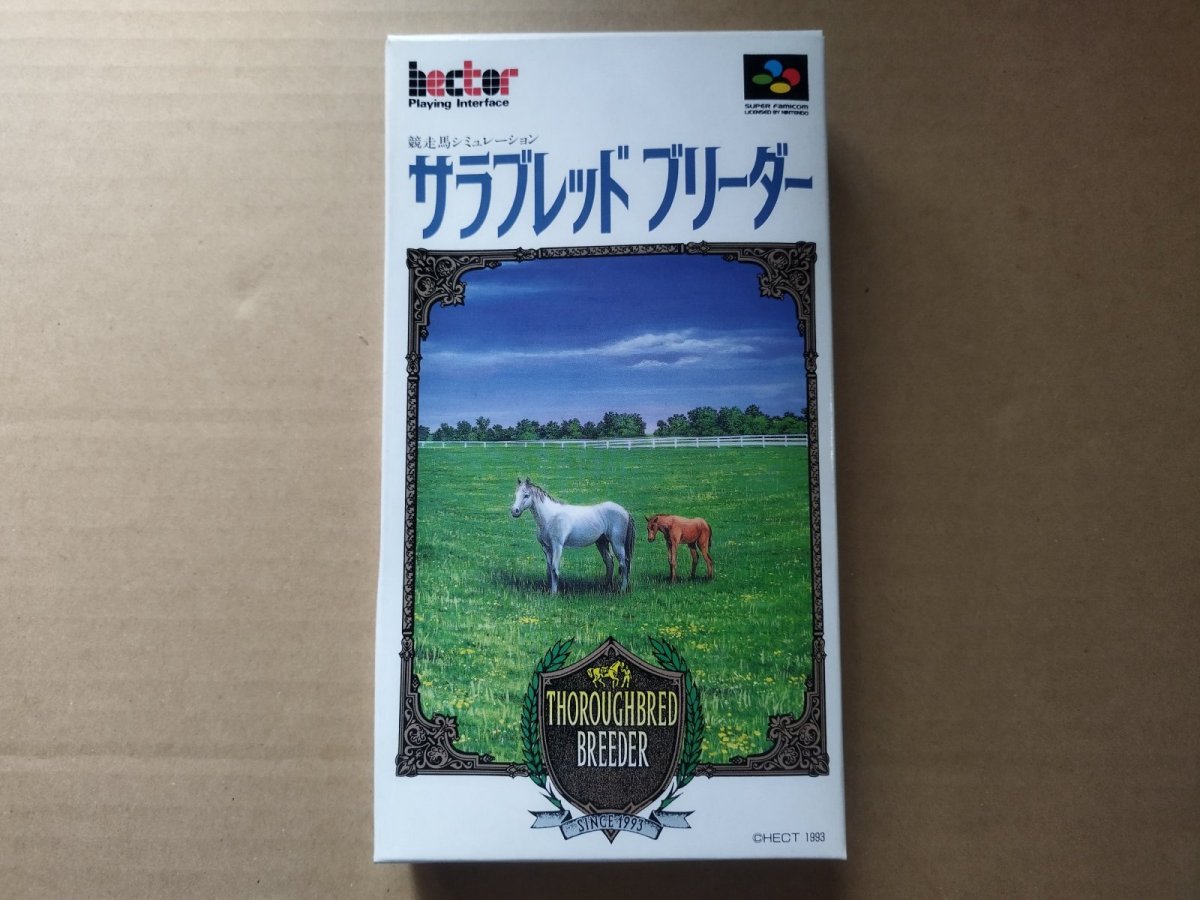 hector
Playing Interface
SUPER FAMICOM
LICENSED BY NINTENDO
競走馬シミュレーション
サラブレッド ブリーダー
THOROUGHBRED
BREEDER
SINCE 1993
©HECT 1993